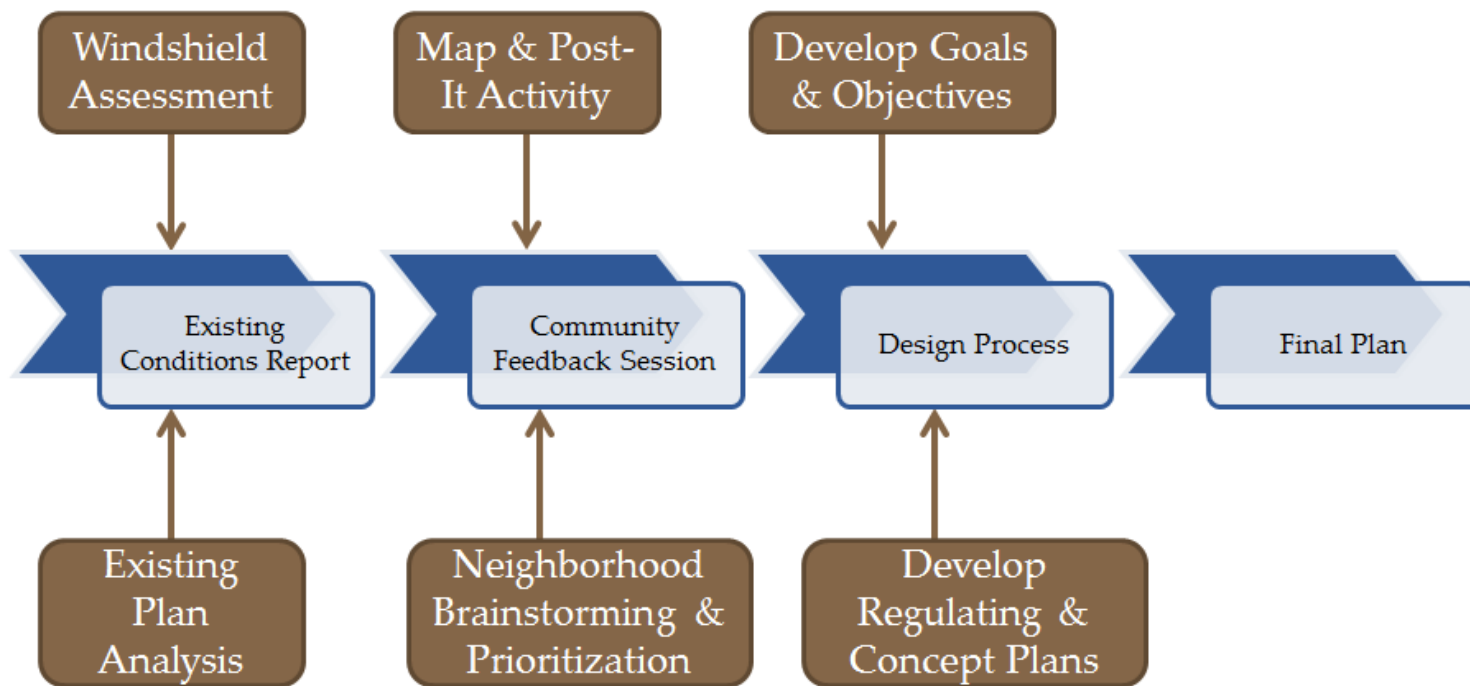 Windshield
Assessment
Map & Post-
It Activity
Develop Goals
& Objectives
Existing
Conditions Report
Community
Feedback Session
Design Process
Final Plan
Existing
Plan
Analysis
Neighborhood
Brainstorming &
Prioritization
Develop
Regulating &
Concept Plans